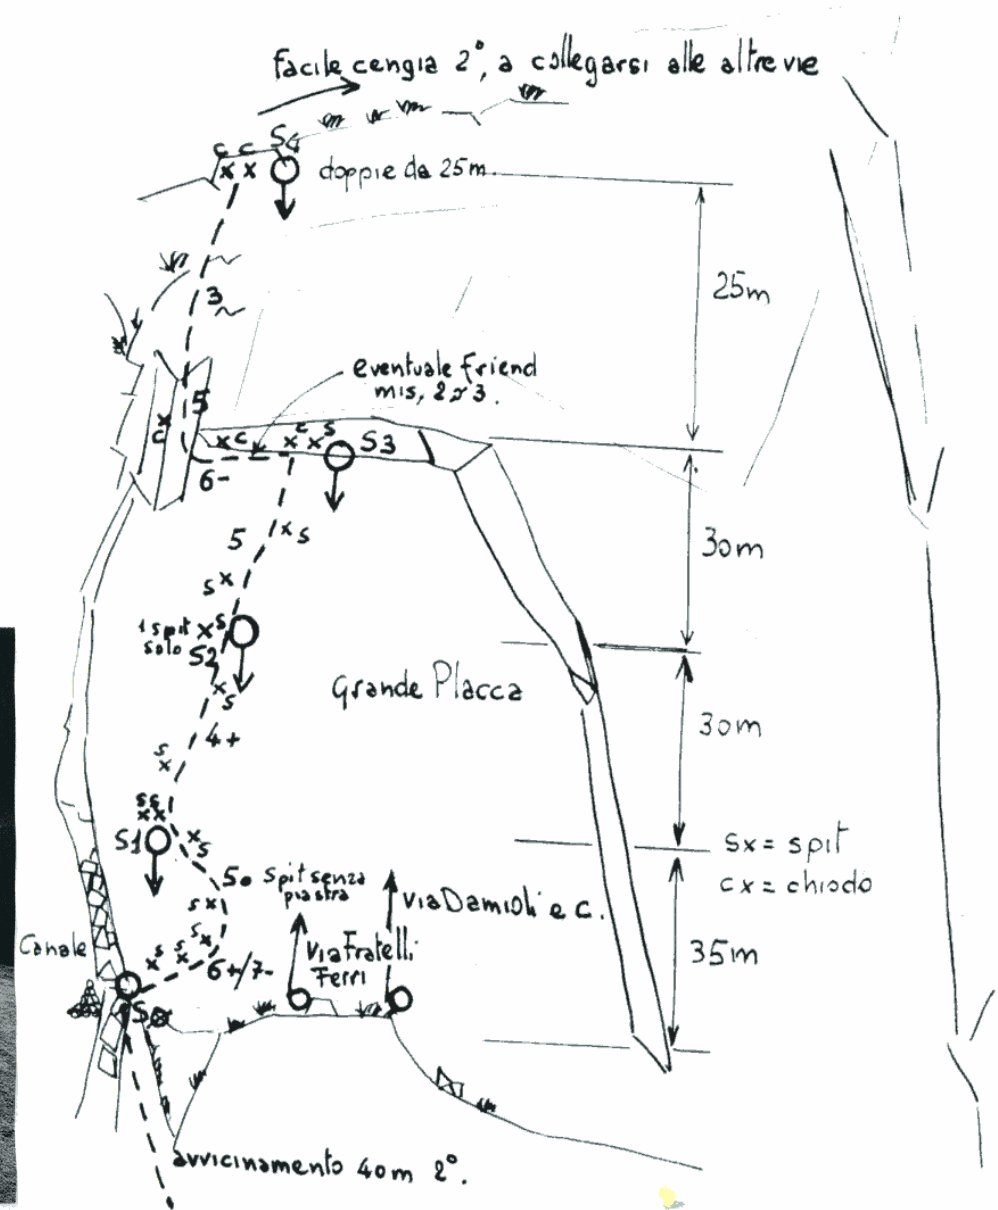 facile cengia 2°, a collegarsi alle altre vie
c c S4
x x
doppie da 25m.
25m
3
eventuale friend
mis, 2 o 3.
5
x
c
x c
c s
x x
S3
6-
5
x s
s x
30m
1 spit x s
solo S2
x s
Grande Placca
4+
s
x
30m
s s
x x
S1
x
s
sx = spit
cx = chiodo
5. spit senza
piastra
s x
via Damioli e c.
Canale
s s s x
x x
6+/7-
via Fratelli
Ferri
35m
S0
avvicinamento 40m 2°.